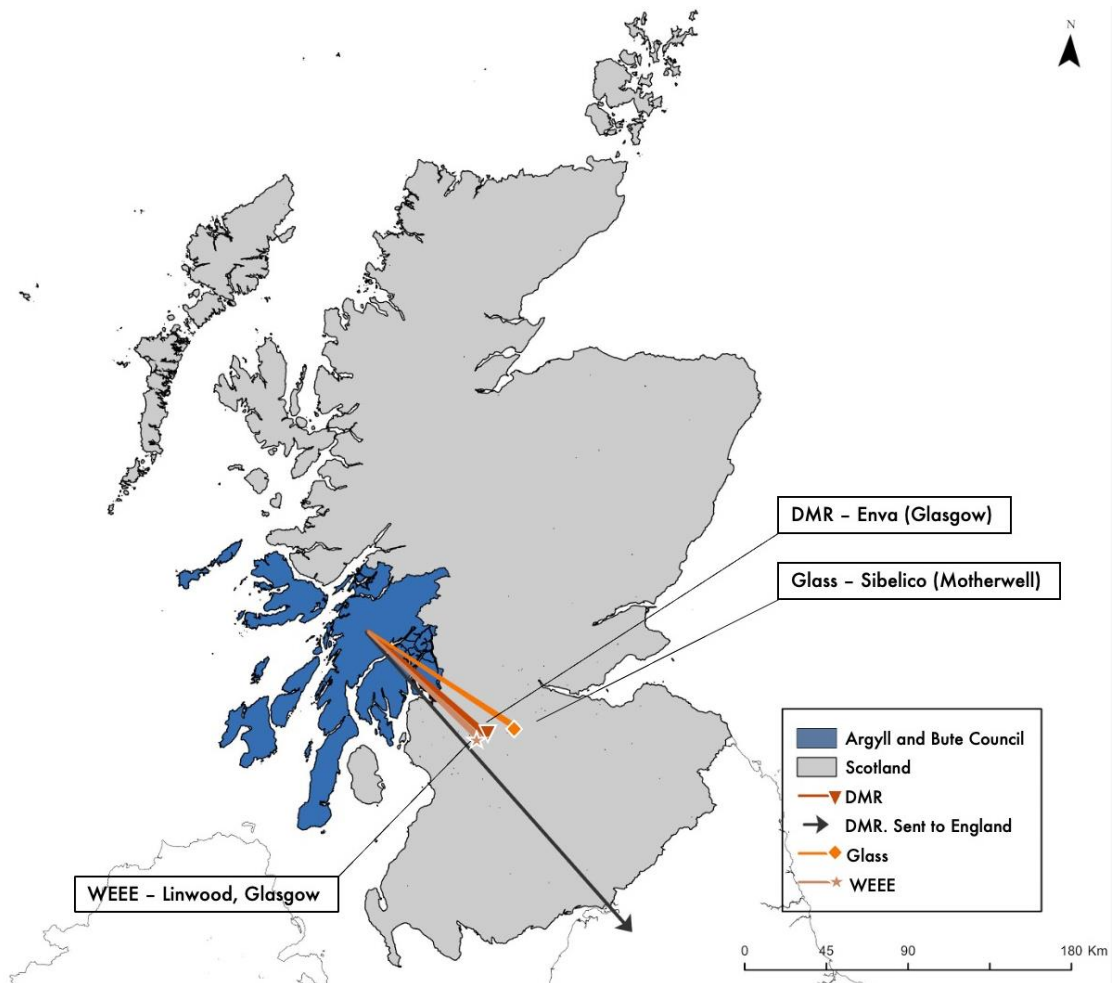 N
DMR – Enva (Glasgow)
Glass – Sibelico (Motherwell)
Argyll and Bute Council
Scotland
DMR
DMR. Sent to England
Glass
WEEE
WEEE – Linwood, Glasgow
0 45 90 180 Km